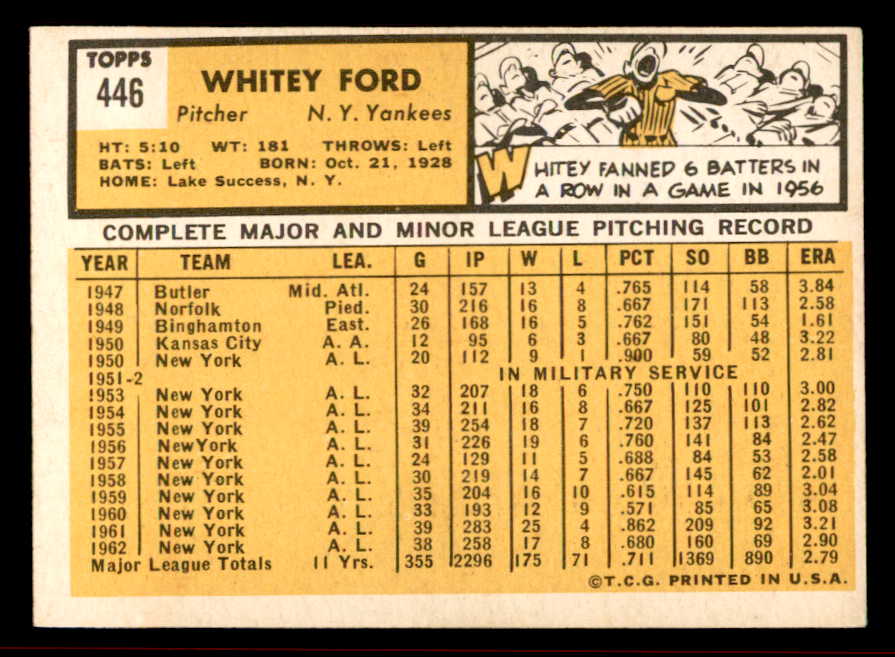 TOPPS
446
WHITEY FORD
Pitcher N. Y. Yankees
HT: 5:10 WT: 181 THROWS: Left
BATS: Left BORN: Oct. 21, 1928
HOME: Lake Success, N. Y.
WHITEY FANNED 6 BATTERS IN
A ROW IN A GAME IN 1956
COMPLETE MAJOR AND MINOR LEAGUE PITCHING RECORD
YEAR TEAM LEA. G IP W L PCT SO BB ERA
1947 Butler Mid. Atl. 24 157 13 4 .765 114 58 3.84
1948 Norfolk Pied. 30 216 16 8 .667 171 113 2.58
1949 Binghamton East. 26 168 16 5 .762 151 54 1.61
1950 Kansas City A. A. 12 95 6 3 .667 80 48 3.22
1950 New York A. L. 20 112 9 1 .900 59 52 2.81
1951-2 IN MILITARY SERVICE
1953 New York A. L. 32 207 18 6 .750 110 110 3.00
1954 New York A. L. 34 211 16 8 .667 125 101 2.82
1955 New York A. L. 39 254 18 7 .720 137 113 2.62
1956 NewYork A. L. 31 226 19 6 .760 141 84 2.47
1957 New York A. L. 24 129 11 5 .688 84 53 2.58
1958 New York A. L. 30 219 14 7 .667 145 62 2.01
1959 New York A. L. 35 204 16 10 .615 114 89 3.04
1960 New York A. L. 33 193 12 9 .571 85 65 3.08
1961 New York A. L. 39 283 25 4 .862 209 92 3.21
1962 New York A. L. 38 258 17 8 .680 160 69 2.90
Major League Totals 11 Yrs. 355 2296 175 71 .711 1369 890 2.79
©T.C.G. PRINTED IN U.S.A.